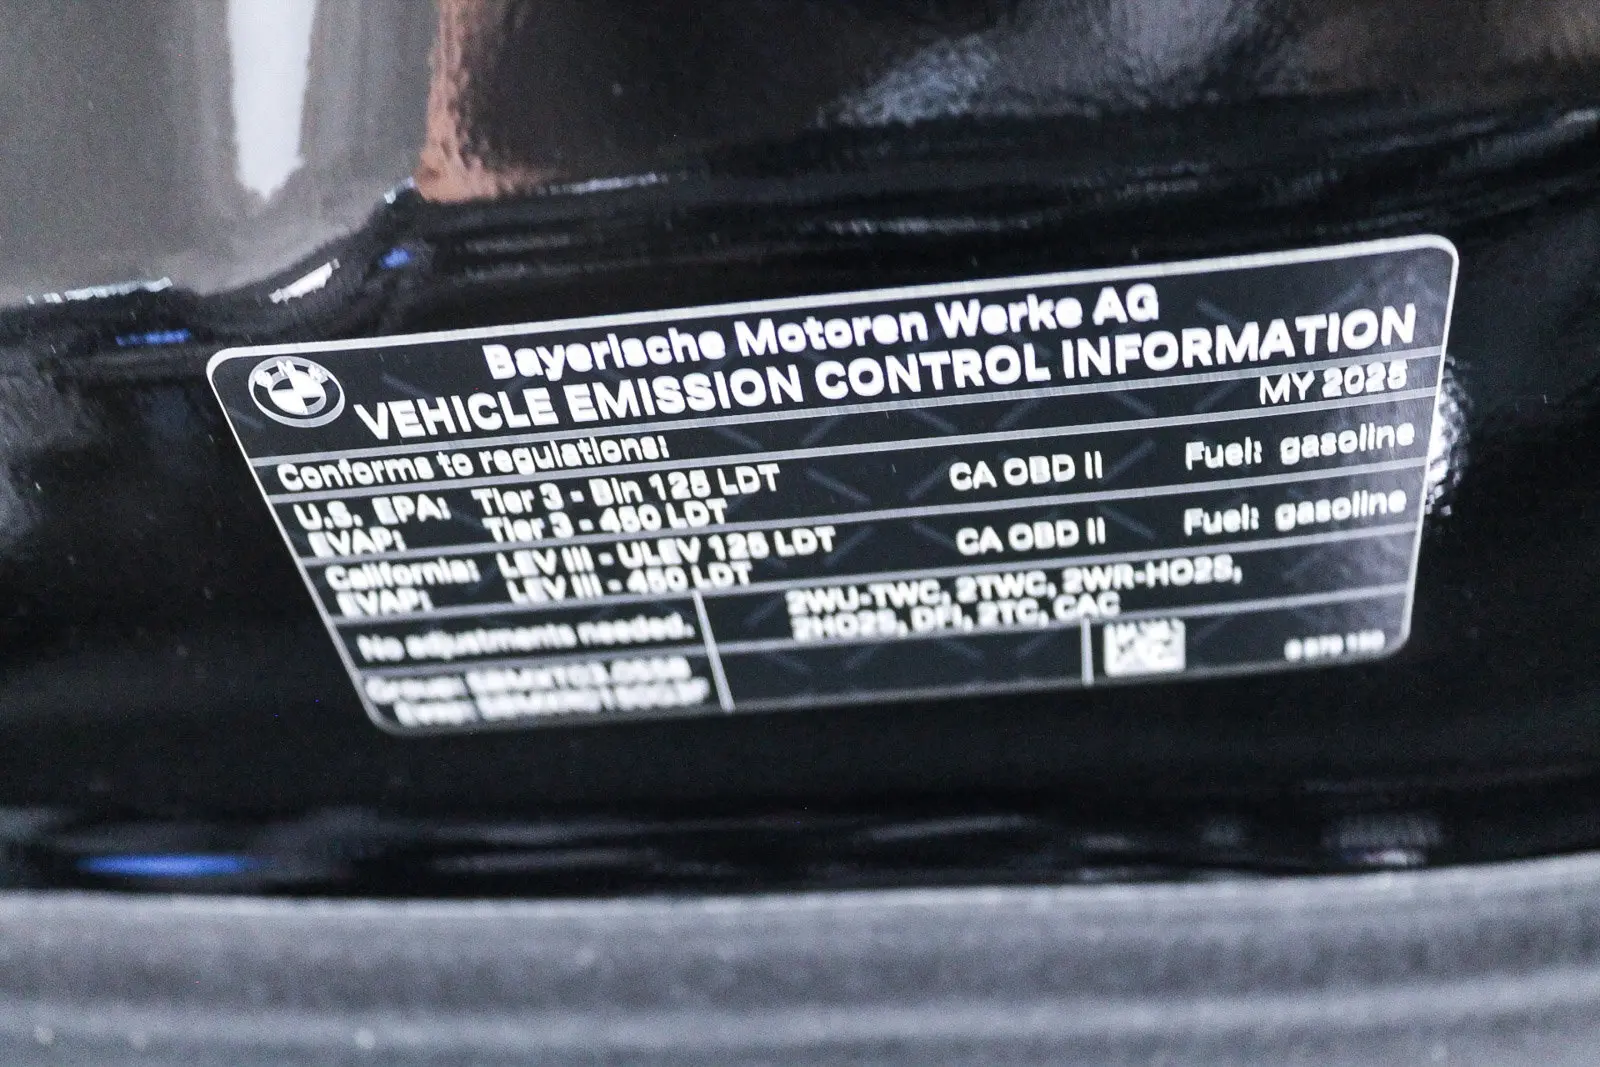 BMW
Bayerische Motoren Werke AG
VEHICLE EMISSION CONTROL INFORMATION
MY 2025
Conforms to regulations:
U.S. EPA: Tier 3 - Bin 125 LDT CA OBD II Fuel: gasoline
EVAP: Tier 3 - 450 LDT
California: LEV III - ULEV 125 LDT CA OBD II Fuel: gasoline
EVAP: LEV III - 450 LDT
No adjustments needed.
2WU-TWC, 2TWC, 2WR-HO2S,
2HO2S, DFI, 2TC, CAC
Group:
Evap: